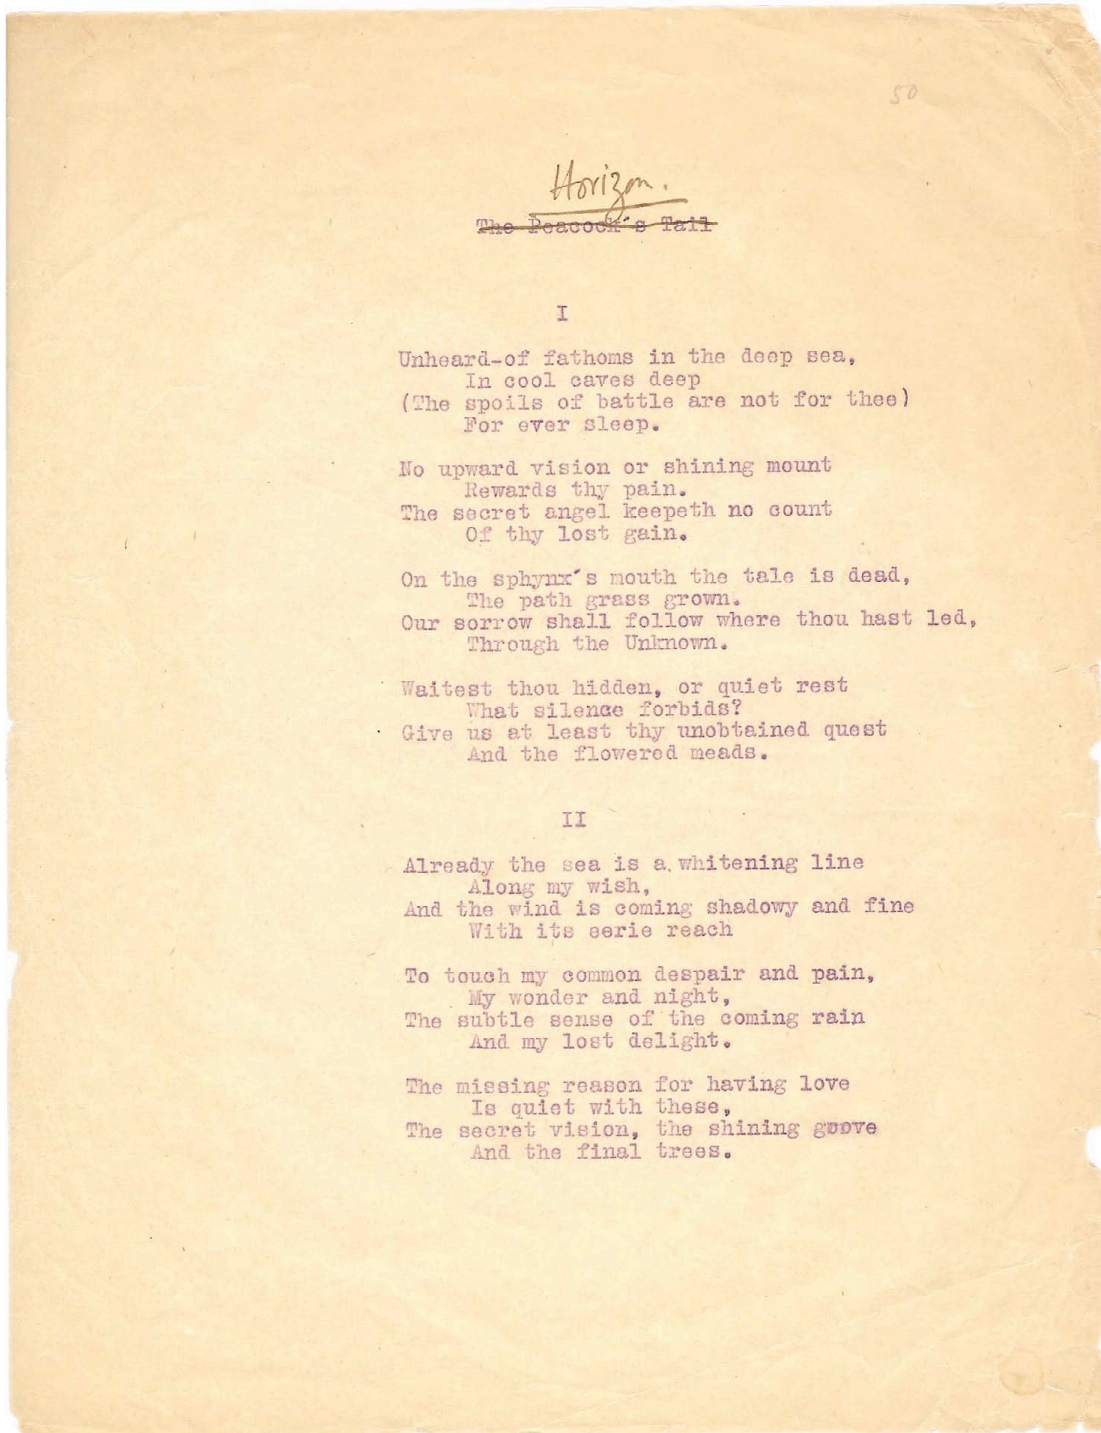 50
Horizon.
The Peacock's Tail
I
Unheard-of fathoms in the deep sea,
In cool caves deep
(The spoils of battle are not for thee)
For ever sleep.
No upward vision or shining mount
Rewards thy pain.
The secret angel keepeth no count
Of thy lost gain.
On the sphynx's mouth the tale is dead,
The path grass grown.
Our sorrow shall follow where thou hast led,
Through the Unknown.
Waitest thou hidden, or quiet rest
What silence forbids?
Give us at least thy unobtained quest
And the flowered meads.
II
Already the sea is a whitening line
Along my wish,
And the wind is coming shadowy and fine
With its eerie reach
To touch my common despair and pain,
My wonder and night,
The subtle sense of the coming rain
And my lost delight.
The missing reason for having love
Is quiet with these,
The secret vision, the shining grove
And the final trees.